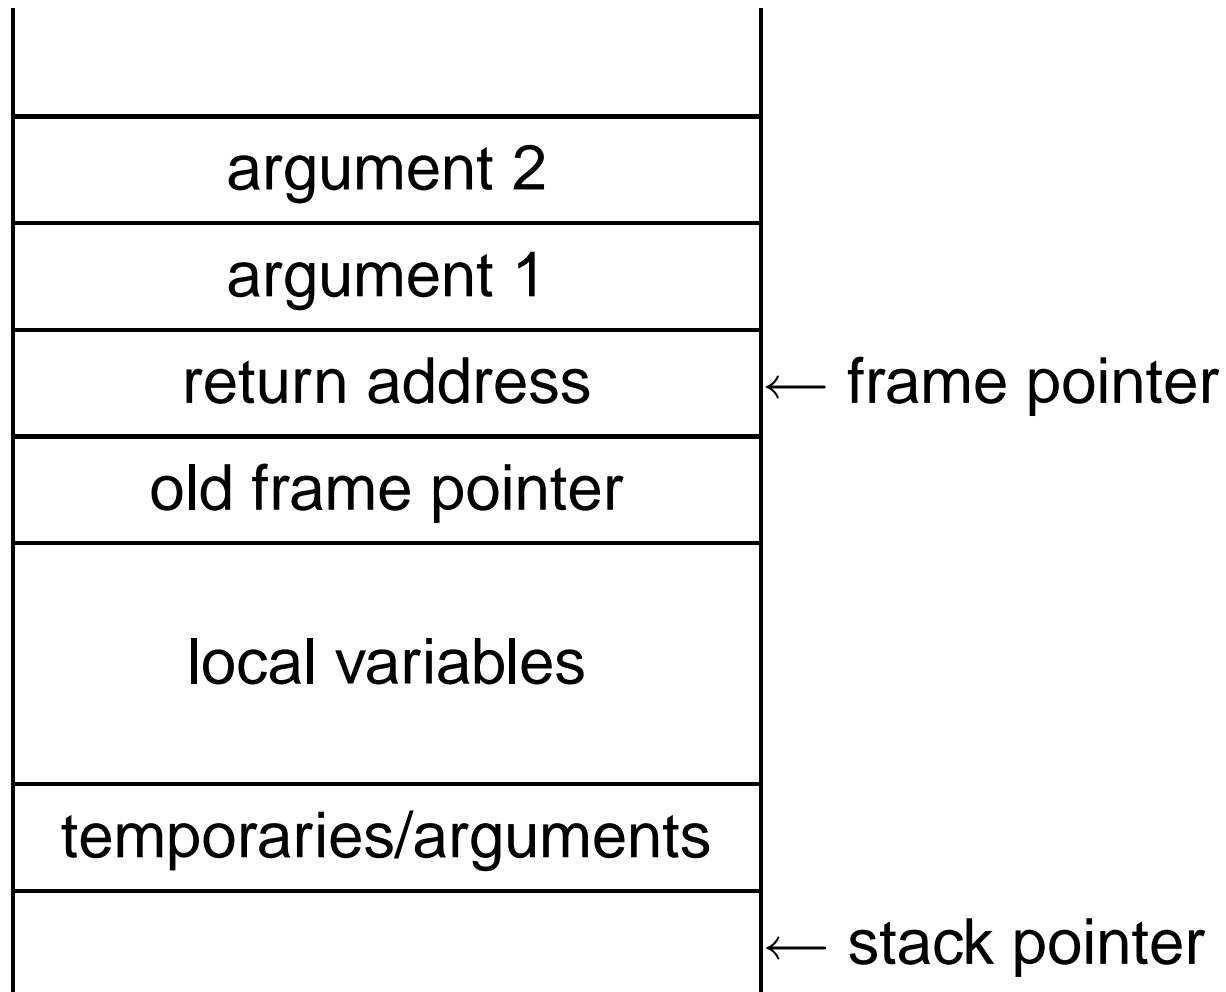 argument 2
argument 1
return address
← frame pointer
old frame pointer
local variables
temporaries/arguments
← stack pointer